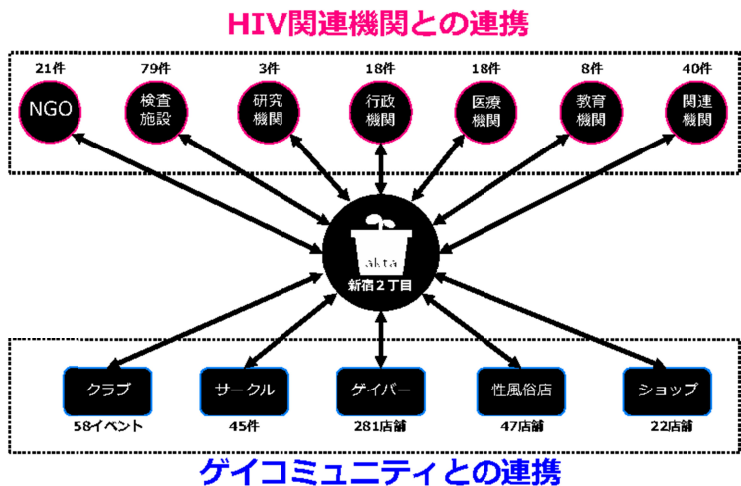 HIV関連機関との連携
21件 79件 3件 18件 18件 8件 40件
NGO
検査
施設
研究
機関
行政
機関
医療
機関
教育
機関
関連
機関
akta
新宿２丁目
クラブ サークル ゲイバー 性風俗店 ショップ
58イベント 45件 281店舗 47店舗 22店舗
ゲイコミュニティとの連携